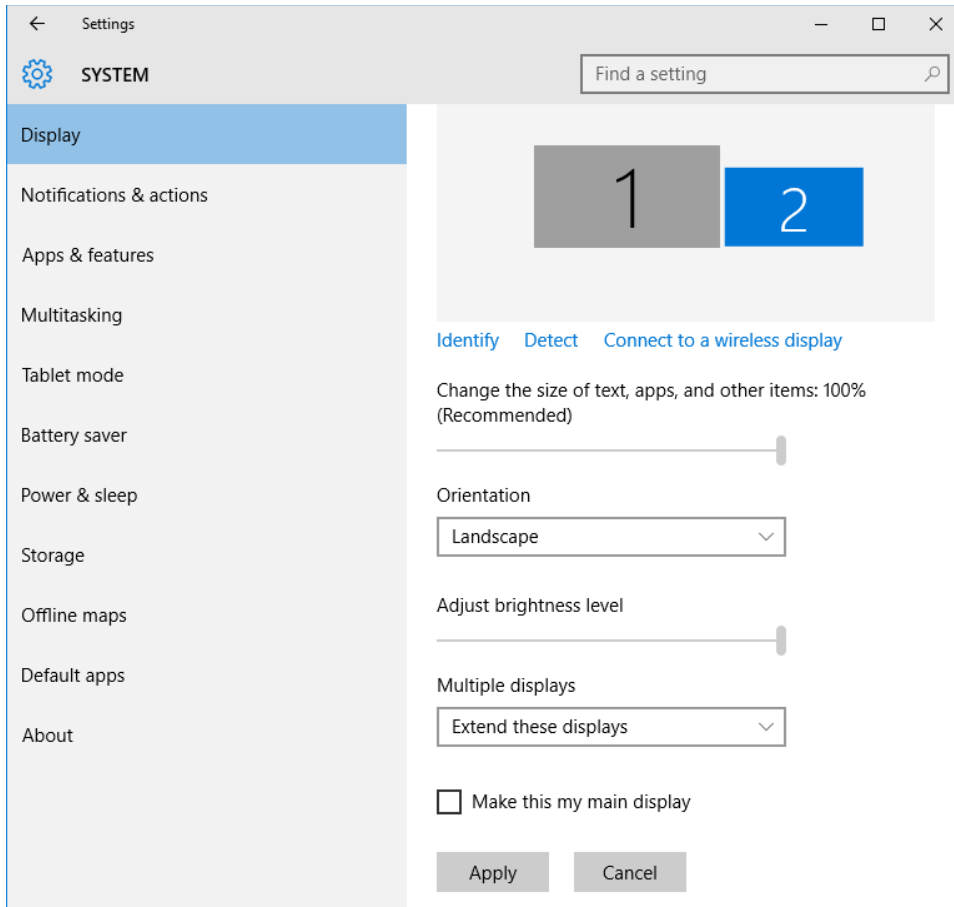 Settings
SYSTEM
Find a setting
Display
Notifications & actions
Apps & features
Multitasking
Tablet mode
Battery saver
Power & sleep
Storage
Offline maps
Default apps
About
1
2
Identify Detect Connect to a wireless display
Change the size of text, apps, and other items: 100%
(Recommended)
Orientation
Landscape
Adjust brightness level
Multiple displays
Extend these displays
Make this my main display
Apply Cancel